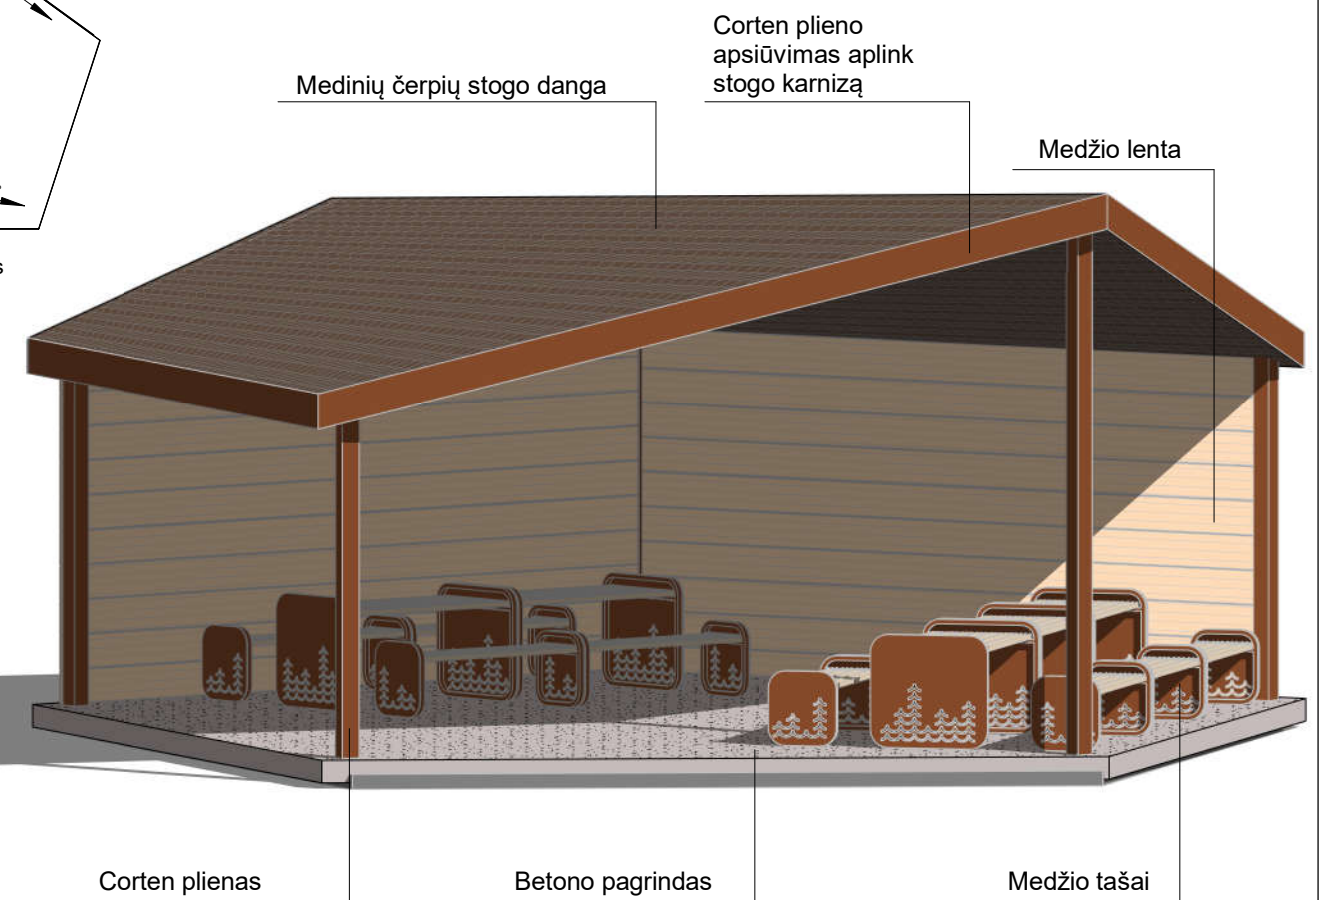 Corten plieno
apsiūvimas aplink
stogo karnizą
Medinių čerpių stogo danga
Medžio lenta
Corten plienas
Betono pagrindas
Medžio tašai